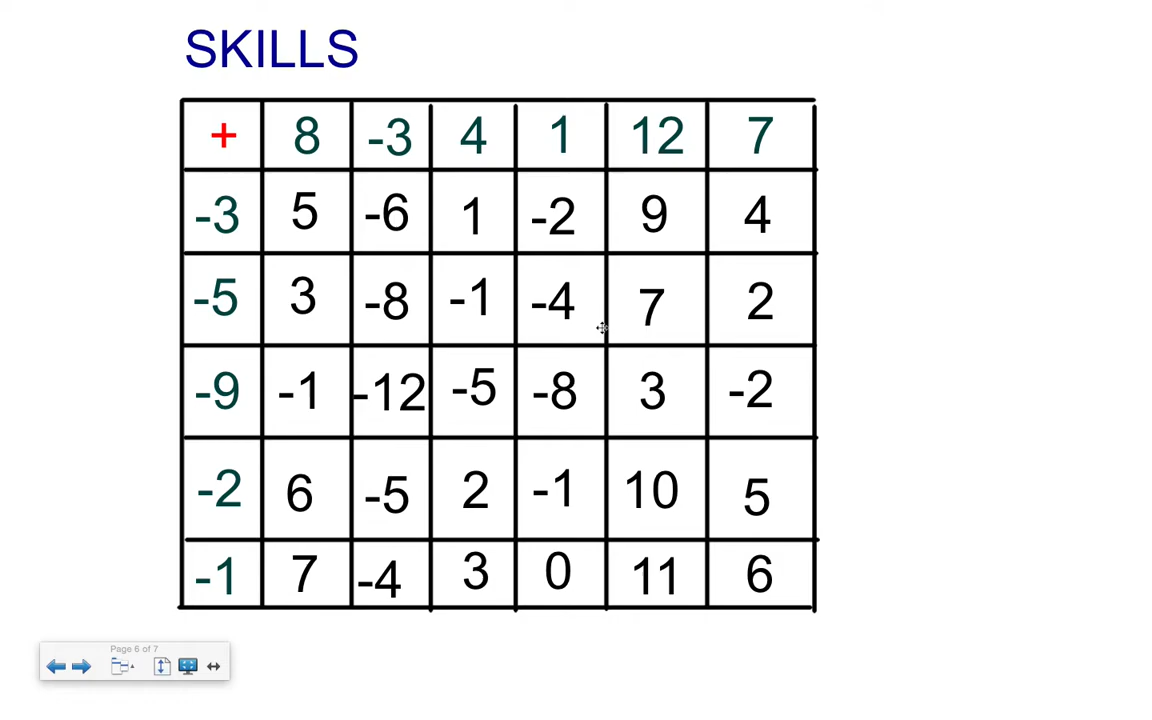 SKILLS
+ 8 -3 4 1 12 7
-3 5 -6 1 -2 9 4
-5 3 -8 -1 -4 7 2
-9 -1 -12 -5 -8 3 -2
-2 6 -5 2 -1 10 5
-1 7 -4 3 0 11 6
Page 6 of 7